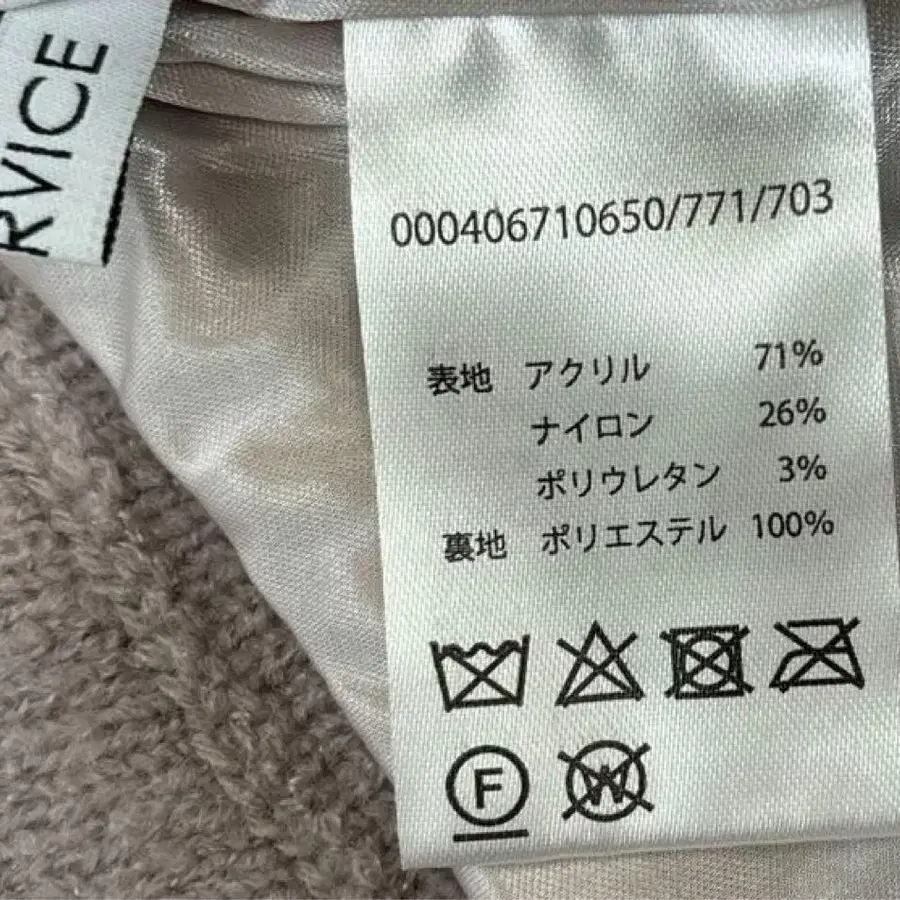 RVICE
000406710650/771/703
表地 アクリル 71%
ナイロン 26%
ポリウレタン 3%
裏地 ポリエステル 100%
F W